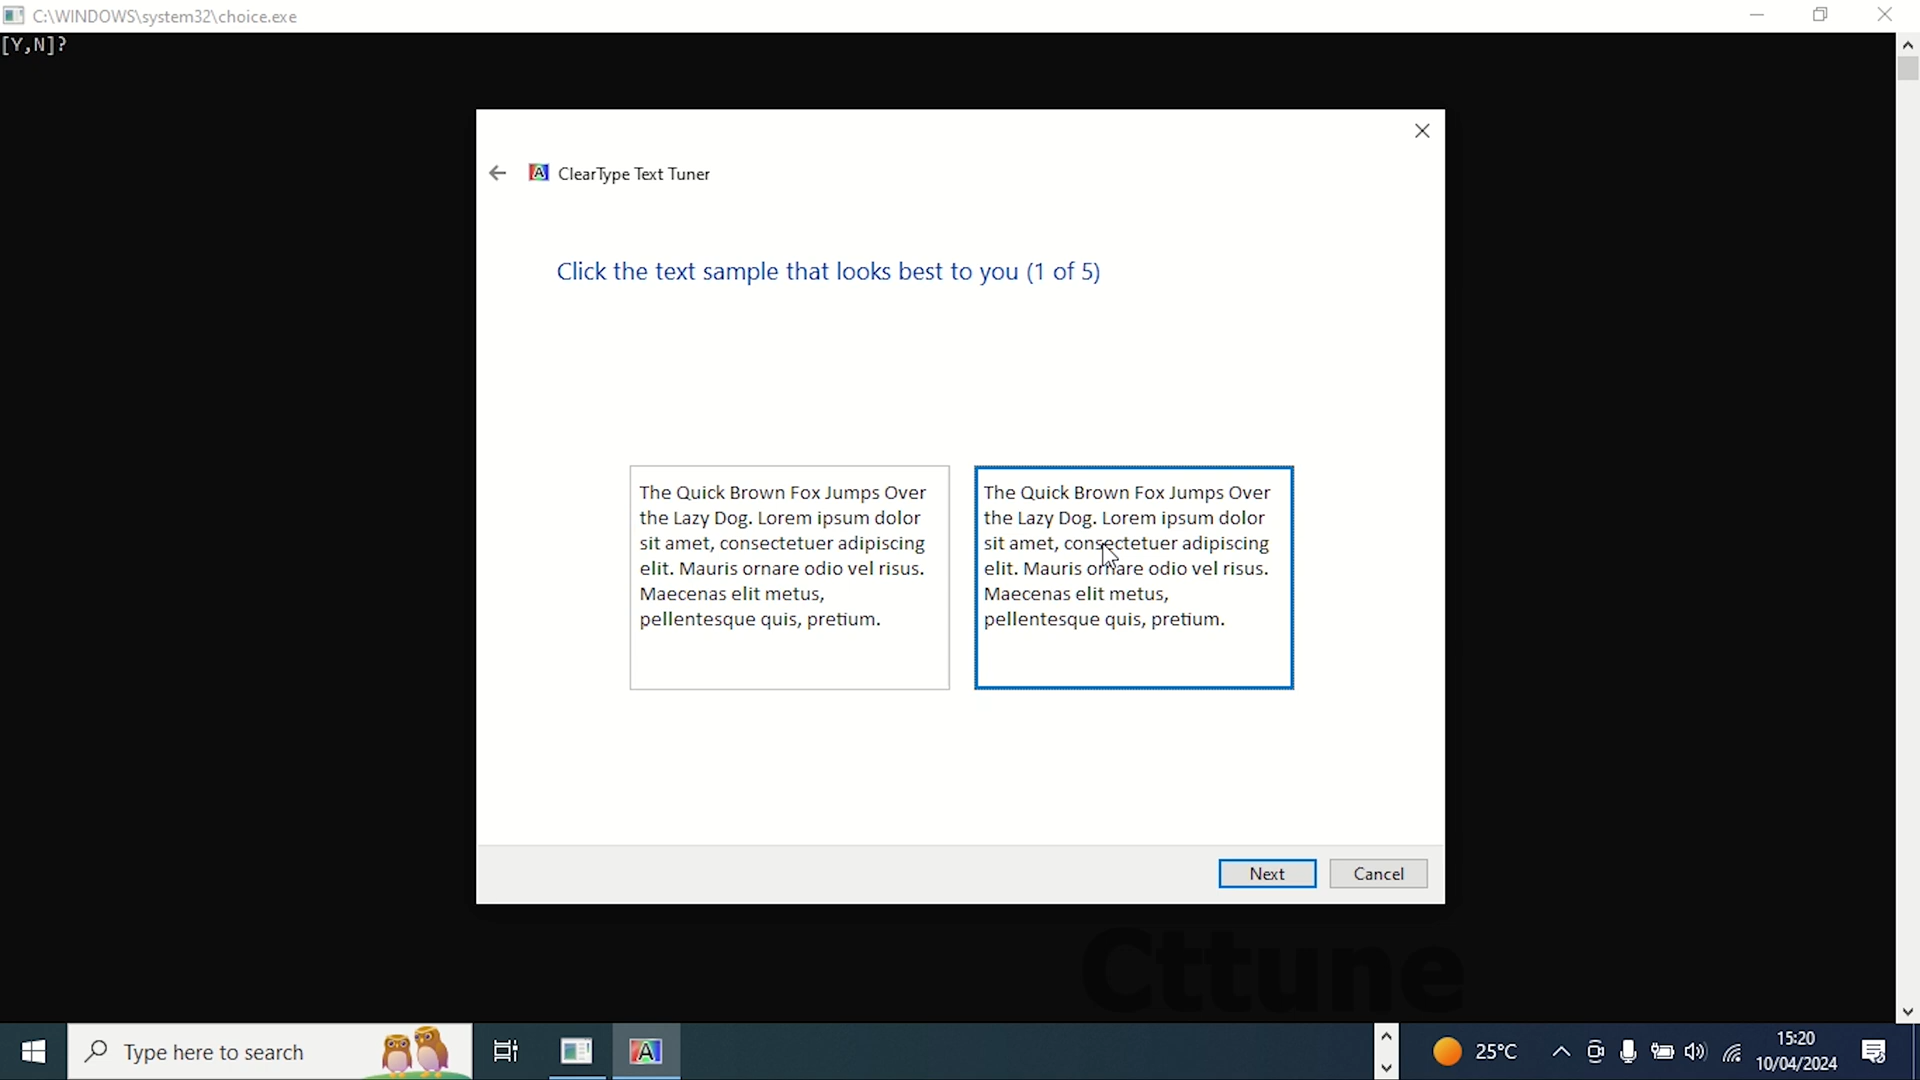 C:\WINDOWS\system32\choice.exe
[Y,N]?
ClearType Text Tuner
Click the text sample that looks best to you (1 of 5)
The Quick Brown Fox Jumps Over
the Lazy Dog. Lorem ipsum dolor
sit amet, consectetuer adipiscing
elit. Mauris ornare odio vel risus.
Maecenas elit metus,
pellentesque quis, pretium.
The Quick Brown Fox Jumps Over
the Lazy Dog. Lorem ipsum dolor
sit amet, consectetuer adipiscing
elit. Mauris ornare odio vel risus.
Maecenas elit metus,
pellentesque quis, pretium.
Next
Cancel
Cttune
Type here to search
25°C
15:20
10/04/2024